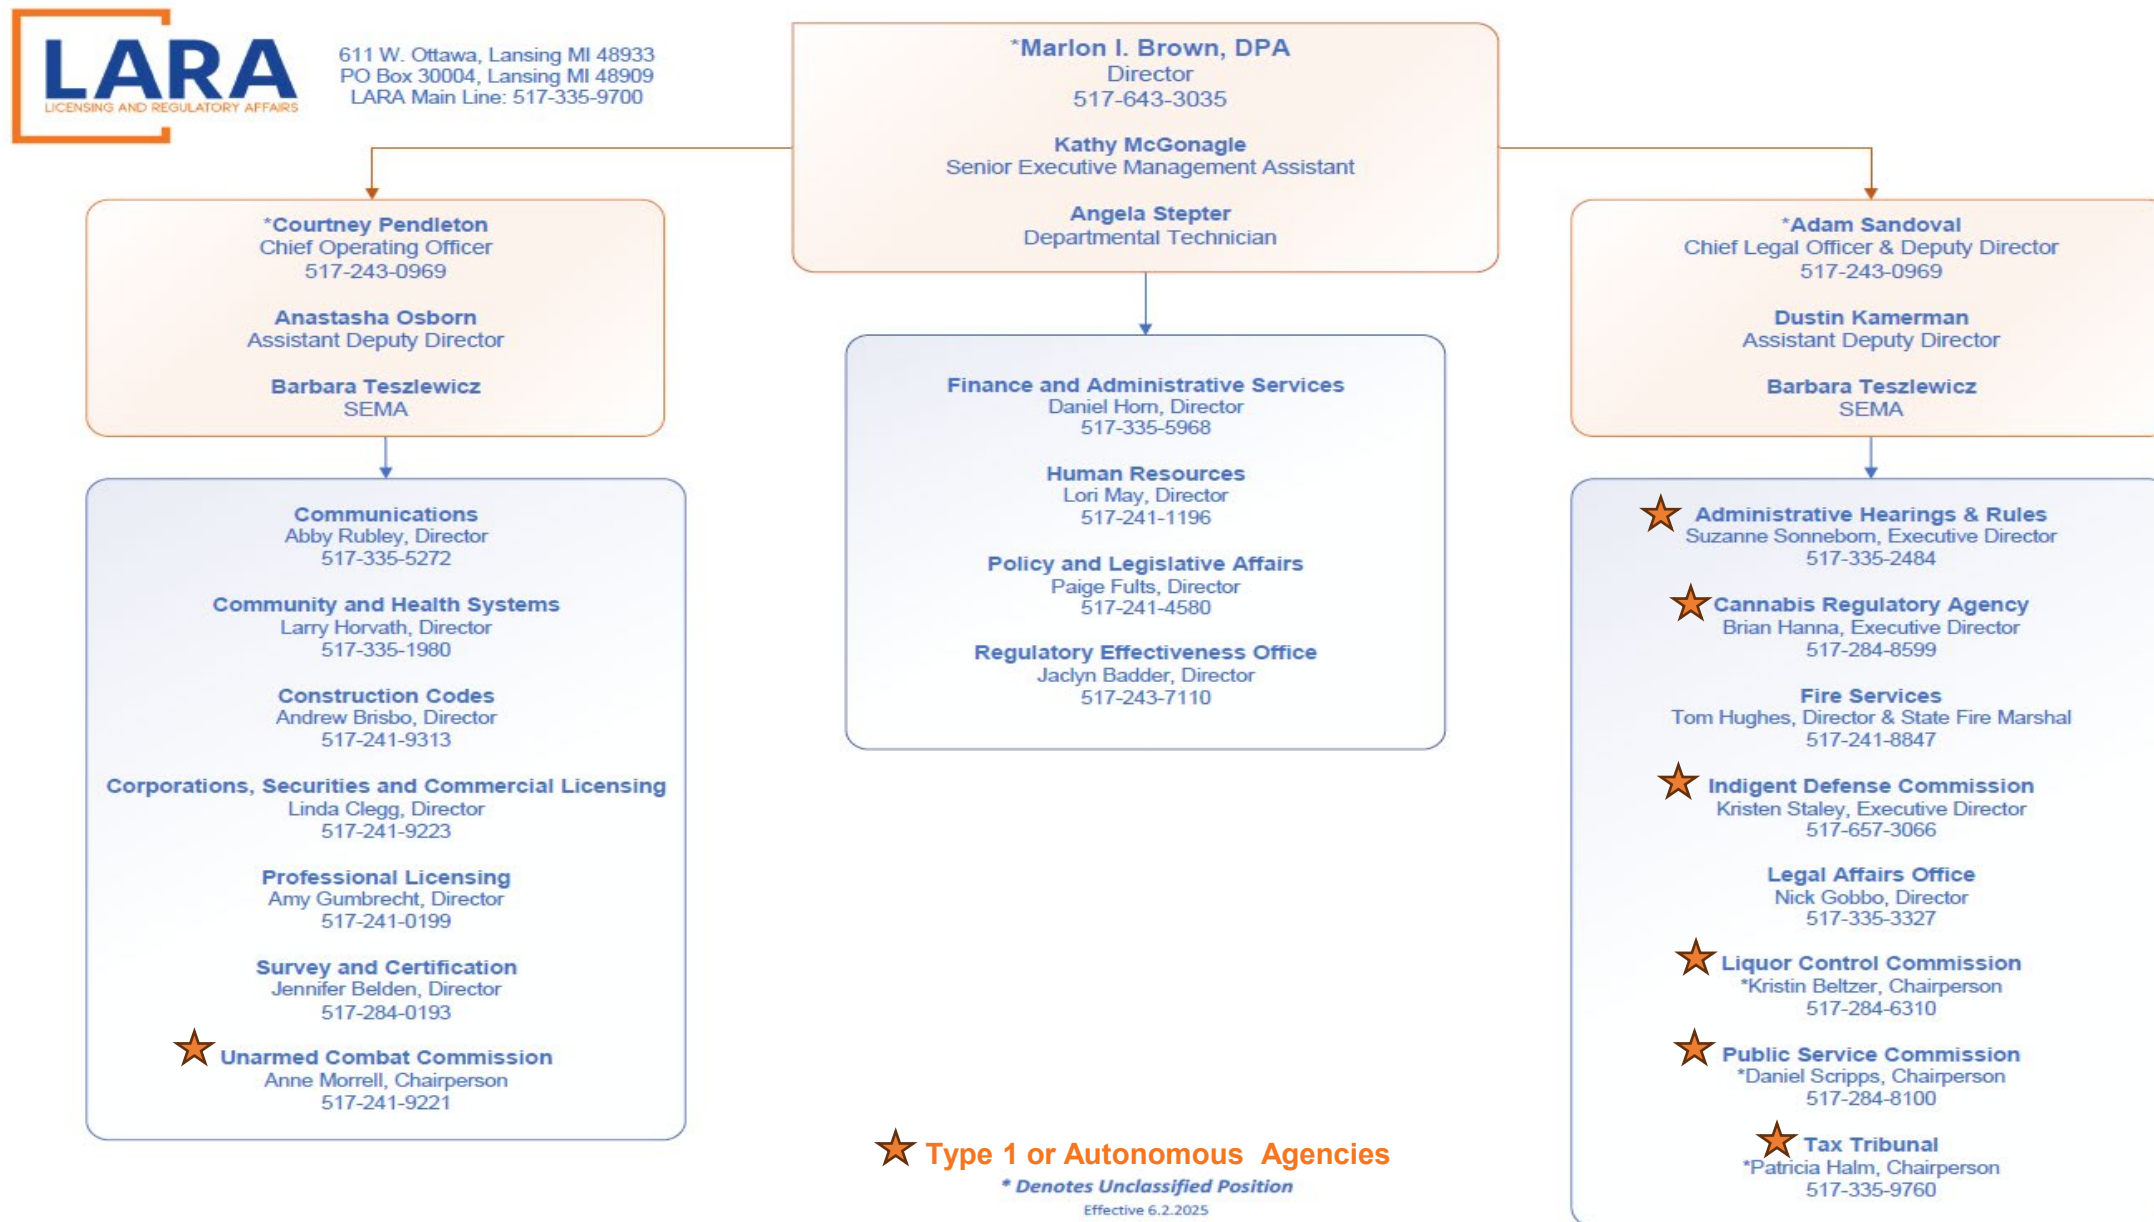 LARA
LICENSING AND REGULATORY AFFAIRS
611 W. Ottawa, Lansing MI 48933
PO Box 30004, Lansing MI 48909
LARA Main Line: 517-335-9700
*Marlon I. Brown, DPA
Director
517-643-3035
Kathy McGonagle
Senior Executive Management Assistant
Angela Stepter
Departmental Technician
*Courtney Pendleton
Chief Operating Officer
517-243-0969
Anastasha Osborn
Assistant Deputy Director
Barbara Teszlewicz
SEMA
Communications
Abby Rubley, Director
517-335-5272
Community and Health Systems
Larry Horvath, Director
517-335-1980
Construction Codes
Andrew Brisbo, Director
517-241-9313
Corporations, Securities and Commercial Licensing
Linda Clegg, Director
517-241-9223
Professional Licensing
Amy Gumbrecht, Director
517-241-0199
Survey and Certification
Jennifer Belden, Director
517-284-0193
Unarmed Combat Commission
Anne Morrell, Chairperson
517-241-9221
Finance and Administrative Services
Daniel Horn, Director
517-335-5968
Human Resources
Lori May, Director
517-241-1196
Policy and Legislative Affairs
Paige Fults, Director
517-241-4580
Regulatory Effectiveness Office
Jaclyn Badder, Director
517-243-7110
*Adam Sandoval
Chief Legal Officer & Deputy Director
517-243-0969
Dustin Kamerman
Assistant Deputy Director
Barbara Teszlewicz
SEMA
Administrative Hearings & Rules
Suzanne Sonneborn, Executive Director
517-335-2484
Cannabis Regulatory Agency
Brian Hanna, Executive Director
517-284-8599
Fire Services
Tom Hughes, Director & State Fire Marshal
517-241-8847
Indigent Defense Commission
Kristen Staley, Executive Director
517-657-3066
Legal Affairs Office
Nick Gobbo, Director
517-335-3327
Liquor Control Commission
*Kristin Beltzer, Chairperson
517-284-6310
Public Service Commission
*Daniel Scripps, Chairperson
517-284-8100
Tax Tribunal
*Patricia Halm, Chairperson
517-335-9760
Type 1 or Autonomous Agencies
* Denotes Unclassified Position
Effective 6.2.2025